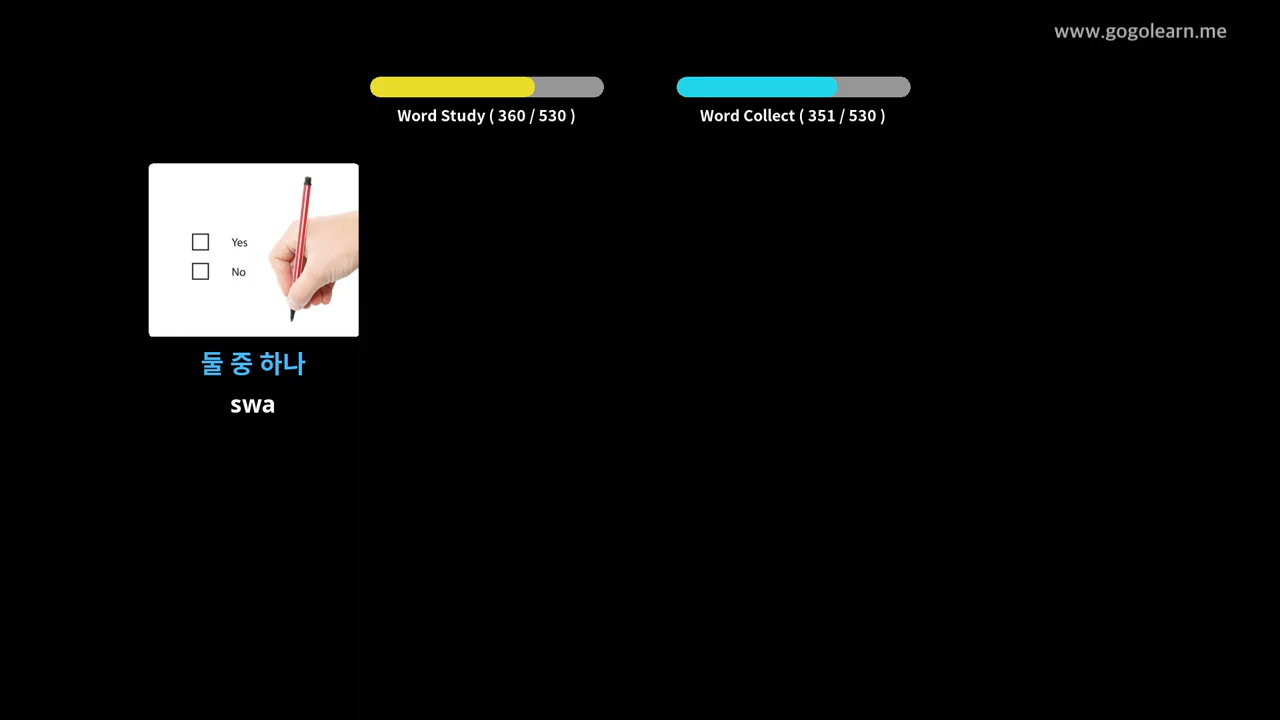 www.gogolearn.me
Word Study ( 360 / 530 )
Word Collect ( 351 / 530 )
Yes
No
둘 중 하나
swa